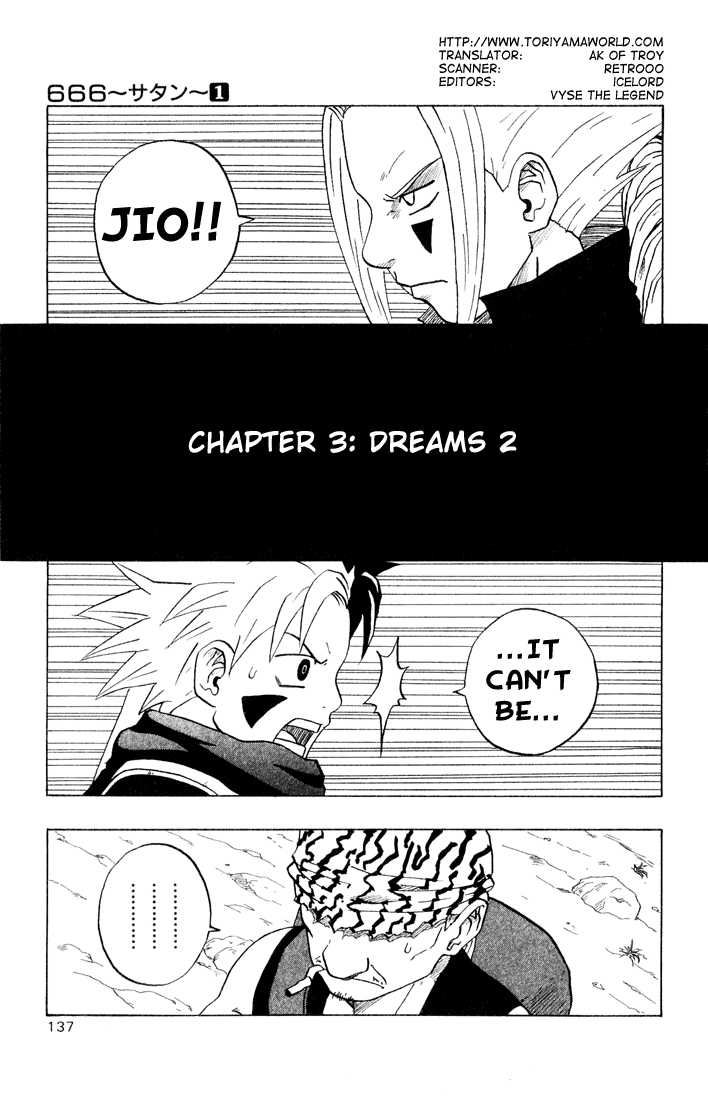 HTTP://WWW.TORIYAMAWORLD.COM
TRANSLATOR: AK OF TROY
SCANNER: RETROOO
EDITORS: ICELORD
VYSE THE LEGEND
666～サタン～1
JIO!!
CHAPTER 3: DREAMS 2
...IT
CAN'T
BE...
137